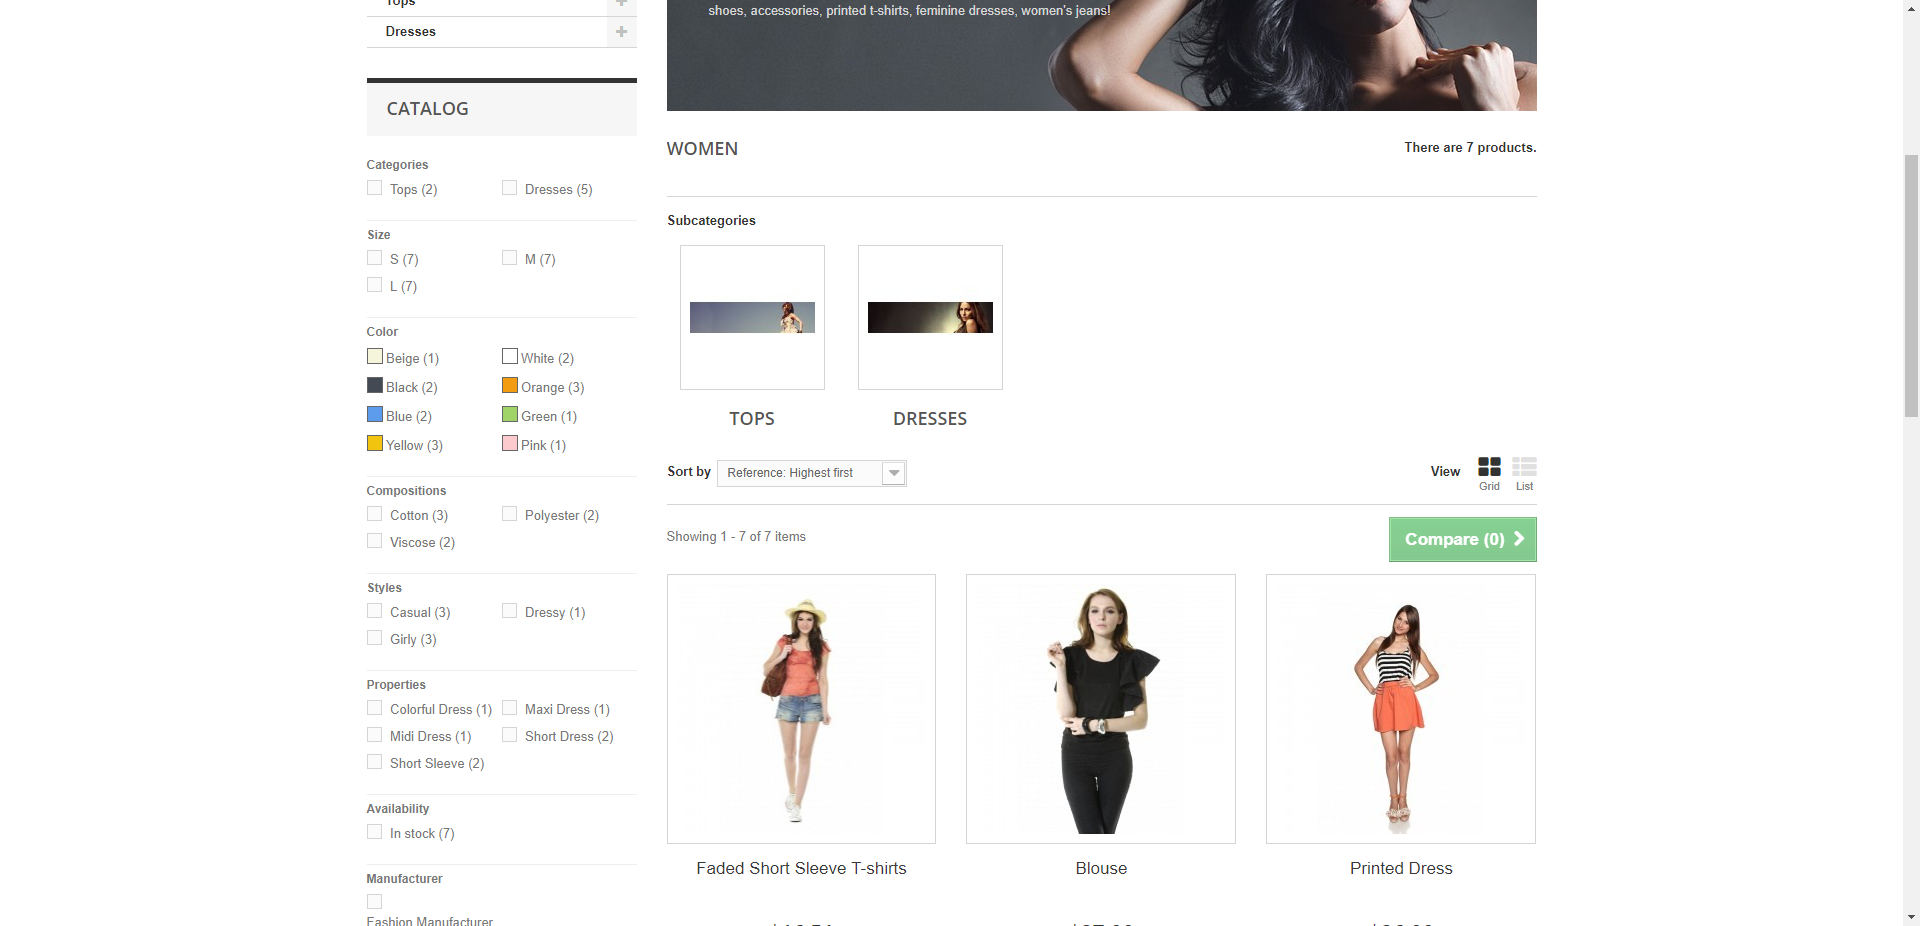 Tops
shoes, accessories, printed t-shirts, feminine dresses, women's jeans!
Dresses
CATALOG
Categories
Tops (2)
Dresses (5)
Size
S (7)
M (7)
L (7)
Color
Beige (1)
White (2)
Black (2)
Orange (3)
Blue (2)
Green (1)
Yellow (3)
Pink (1)
Compositions
Cotton (3)
Polyester (2)
Viscose (2)
Styles
Casual (3)
Dressy (1)
Girly (3)
Properties
Colorful Dress (1)
Maxi Dress (1)
Midi Dress (1)
Short Dress (2)
Short Sleeve (2)
Availability
In stock (7)
Manufacturer
Fashion Manufacturer
WOMEN
There are 7 products.
Subcategories
TOPS
DRESSES
Sort by
Reference: Highest first
View
Grid
List
Showing 1 - 7 of 7 items
Compare (0)
Faded Short Sleeve T-shirts
Blouse
Printed Dress